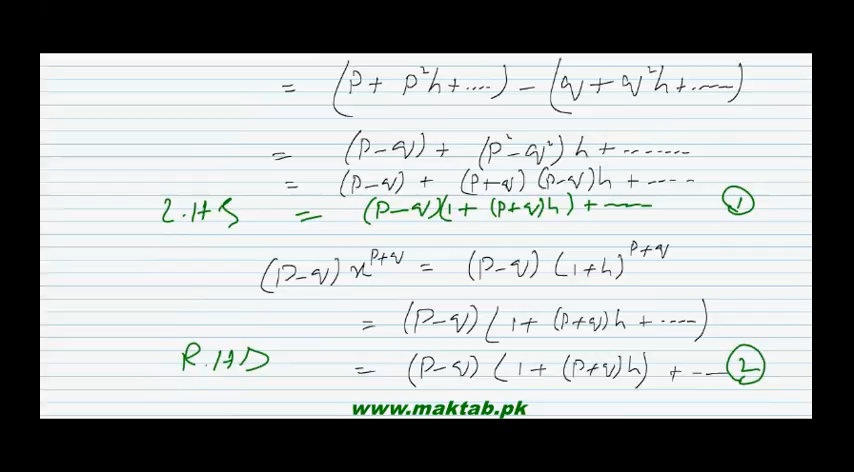 = (p + p²h + ....) - (q + q²h + ......)
= (p-q) + (p²-q²) h + ........
= (p-q) + (p+q) (p-q)h + .....
L.H.S = (p-q)(1 + (p+q)h) + ...... ①
(p-q) x^{p+q} = (p-q) (1+h)^{p+q}
= (p-q) (1 + (p+q)h + .....)
R.H.S = (p-q) (1 + (p+q)h) + ..... ②
www.maktab.pk